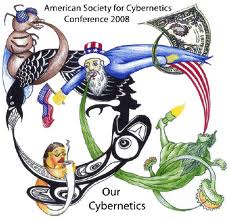 American Society for Cybernetics
Conference 2008
Our
Cybernetics